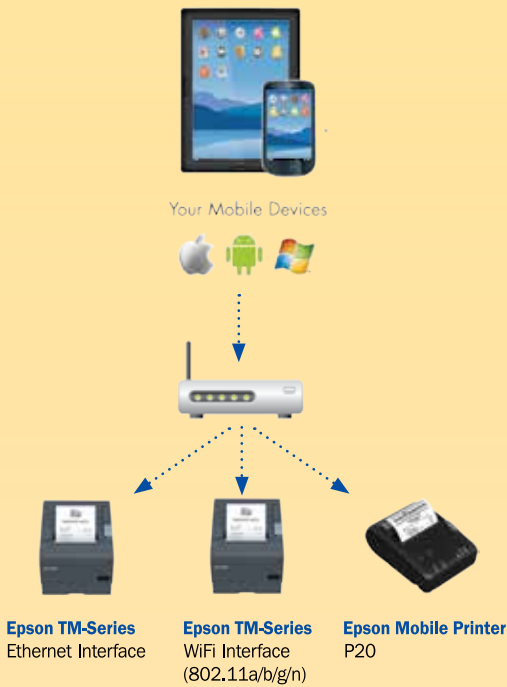 Your Mobile Devices
Epson TM-Series
Ethernet Interface
Epson TM-Series
WiFi Interface
(802.11a/b/g/n)
Epson Mobile Printer
P20